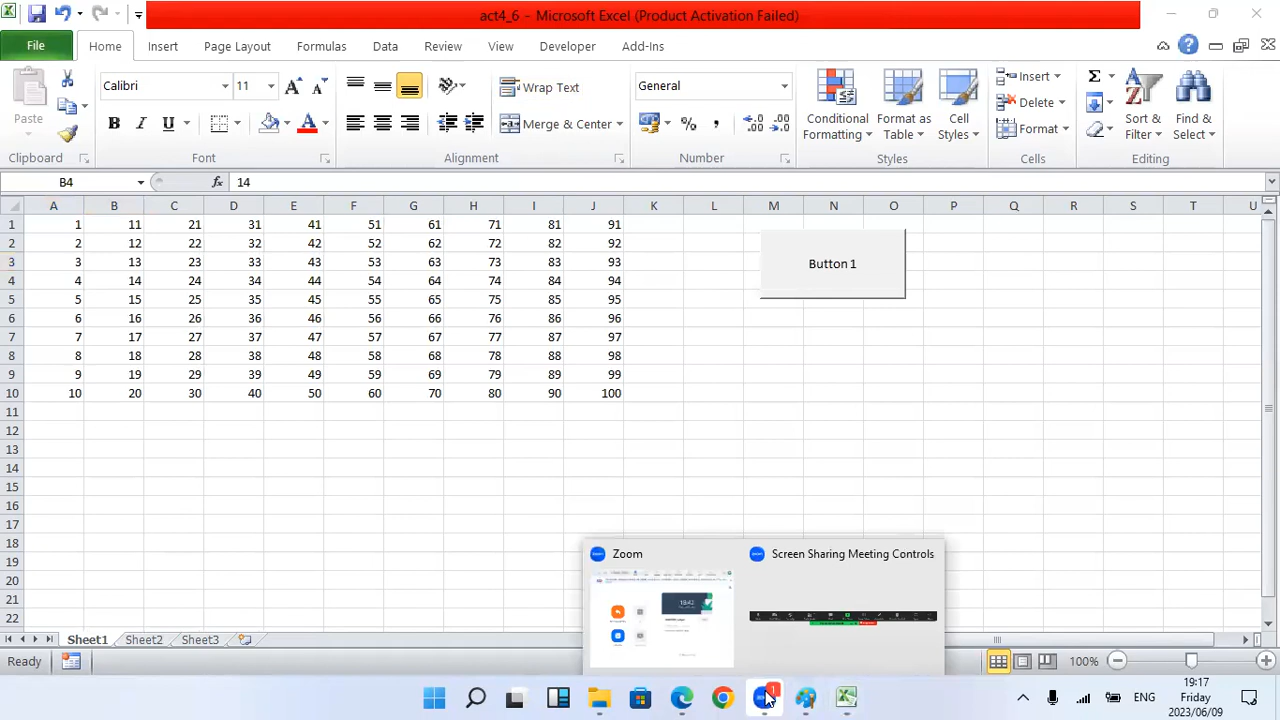 act4_6 - Microsoft Excel (Product Activation Failed)
File Home Insert Page Layout Formulas Data Review View Developer Add-Ins
Paste
Clipboard
Calibri 11
B I U
A A A
Font
Wrap Text
Merge & Center
Alignment
General
% ,
Number
Conditional Formatting
Format as Table
Cell Styles
Styles
Insert
Delete
Format
Cells
Σ
Sort & Filter
Find & Select
Editing
B4 fx 14
A B C D E F G H I J K L M N O P Q R S T U
1 1 11 21 31 41 51 61 71 81 91
2 2 12 22 32 42 52 62 72 82 92
3 3 13 23 33 43 53 63 73 83 93
4 4 14 24 34 44 54 64 74 84 94
5 5 15 25 35 45 55 65 75 85 95
6 6 16 26 36 46 56 66 76 86 96
7 7 17 27 37 47 57 67 77 87 97
8 8 18 28 38 48 58 68 78 88 98
9 9 19 29 39 49 59 69 79 89 99
10 10 20 30 40 50 60 70 80 90 100
Button 1
11
12
13
14
15
16
17
18
19
20
21
22
Zoom
Screen Sharing Meeting Controls
Sheet1 Sheet2 Sheet3
Ready
100%
1
ENG
19:17
Friday
2023/06/09